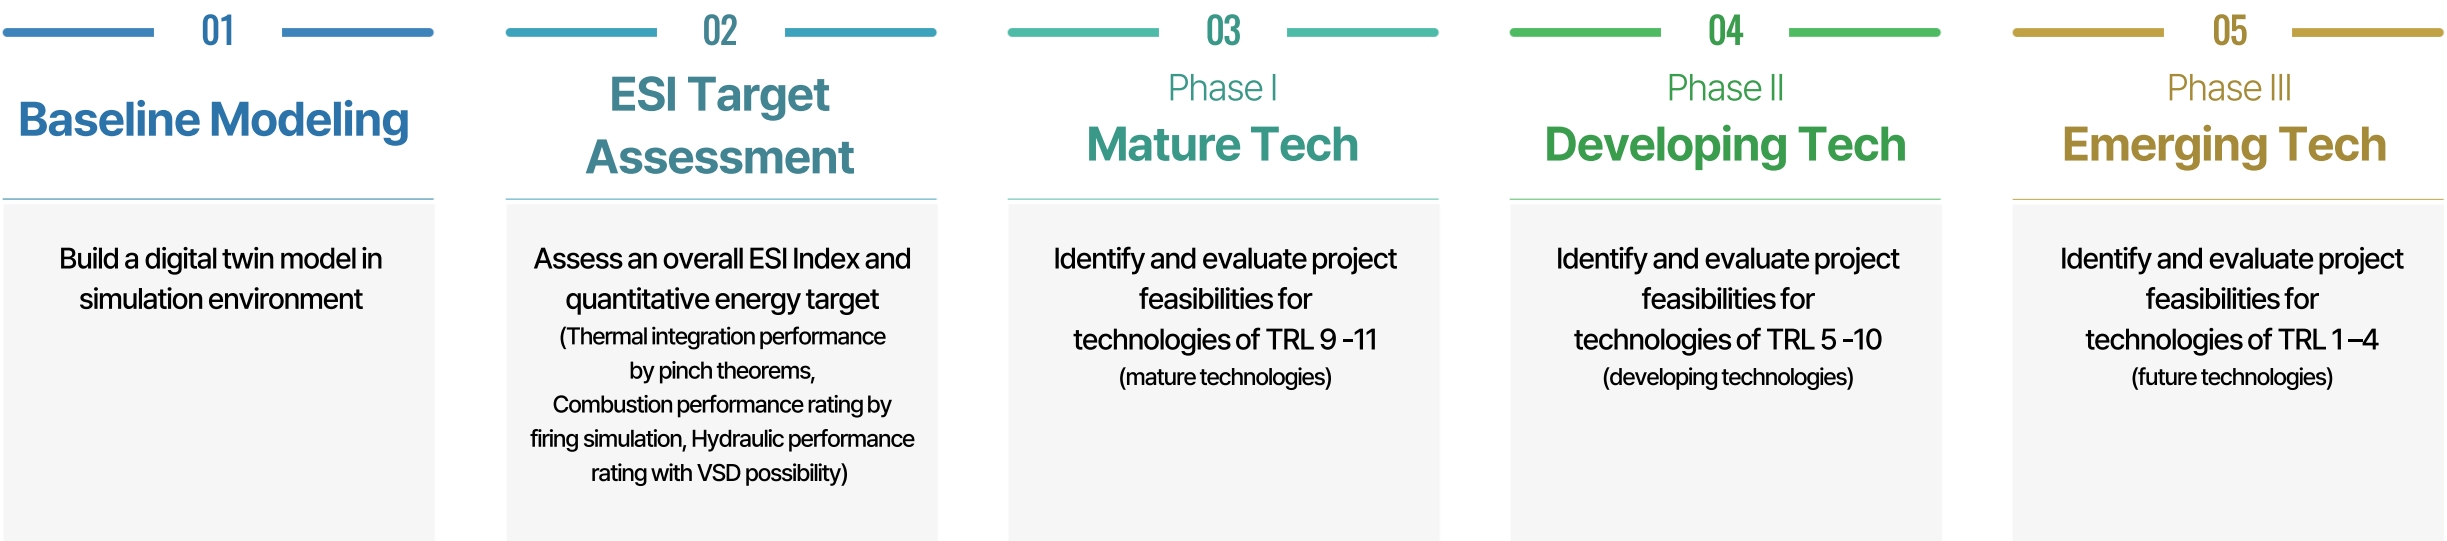 01
Baseline Modeling
Build a digital twin model in
simulation environment
02
ESI Target
Assessment
Assess an overall ESI Index and
quantitative energy target
(Thermal integration performance
by pinch theorems,
Combustion performance rating by
firing simulation, Hydraulic performance
rating with VSD possibility)
03
Phase I
Mature Tech
Identify and evaluate project
feasibilities for
technologies of TRL 9 -11
(mature technologies)
04
Phase II
Developing Tech
Identify and evaluate project
feasibilities for
technologies of TRL 5 -10
(developing technologies)
05
Phase III
Emerging Tech
Identify and evaluate project
feasibilities for
technologies of TRL 1 –4
(future technologies)